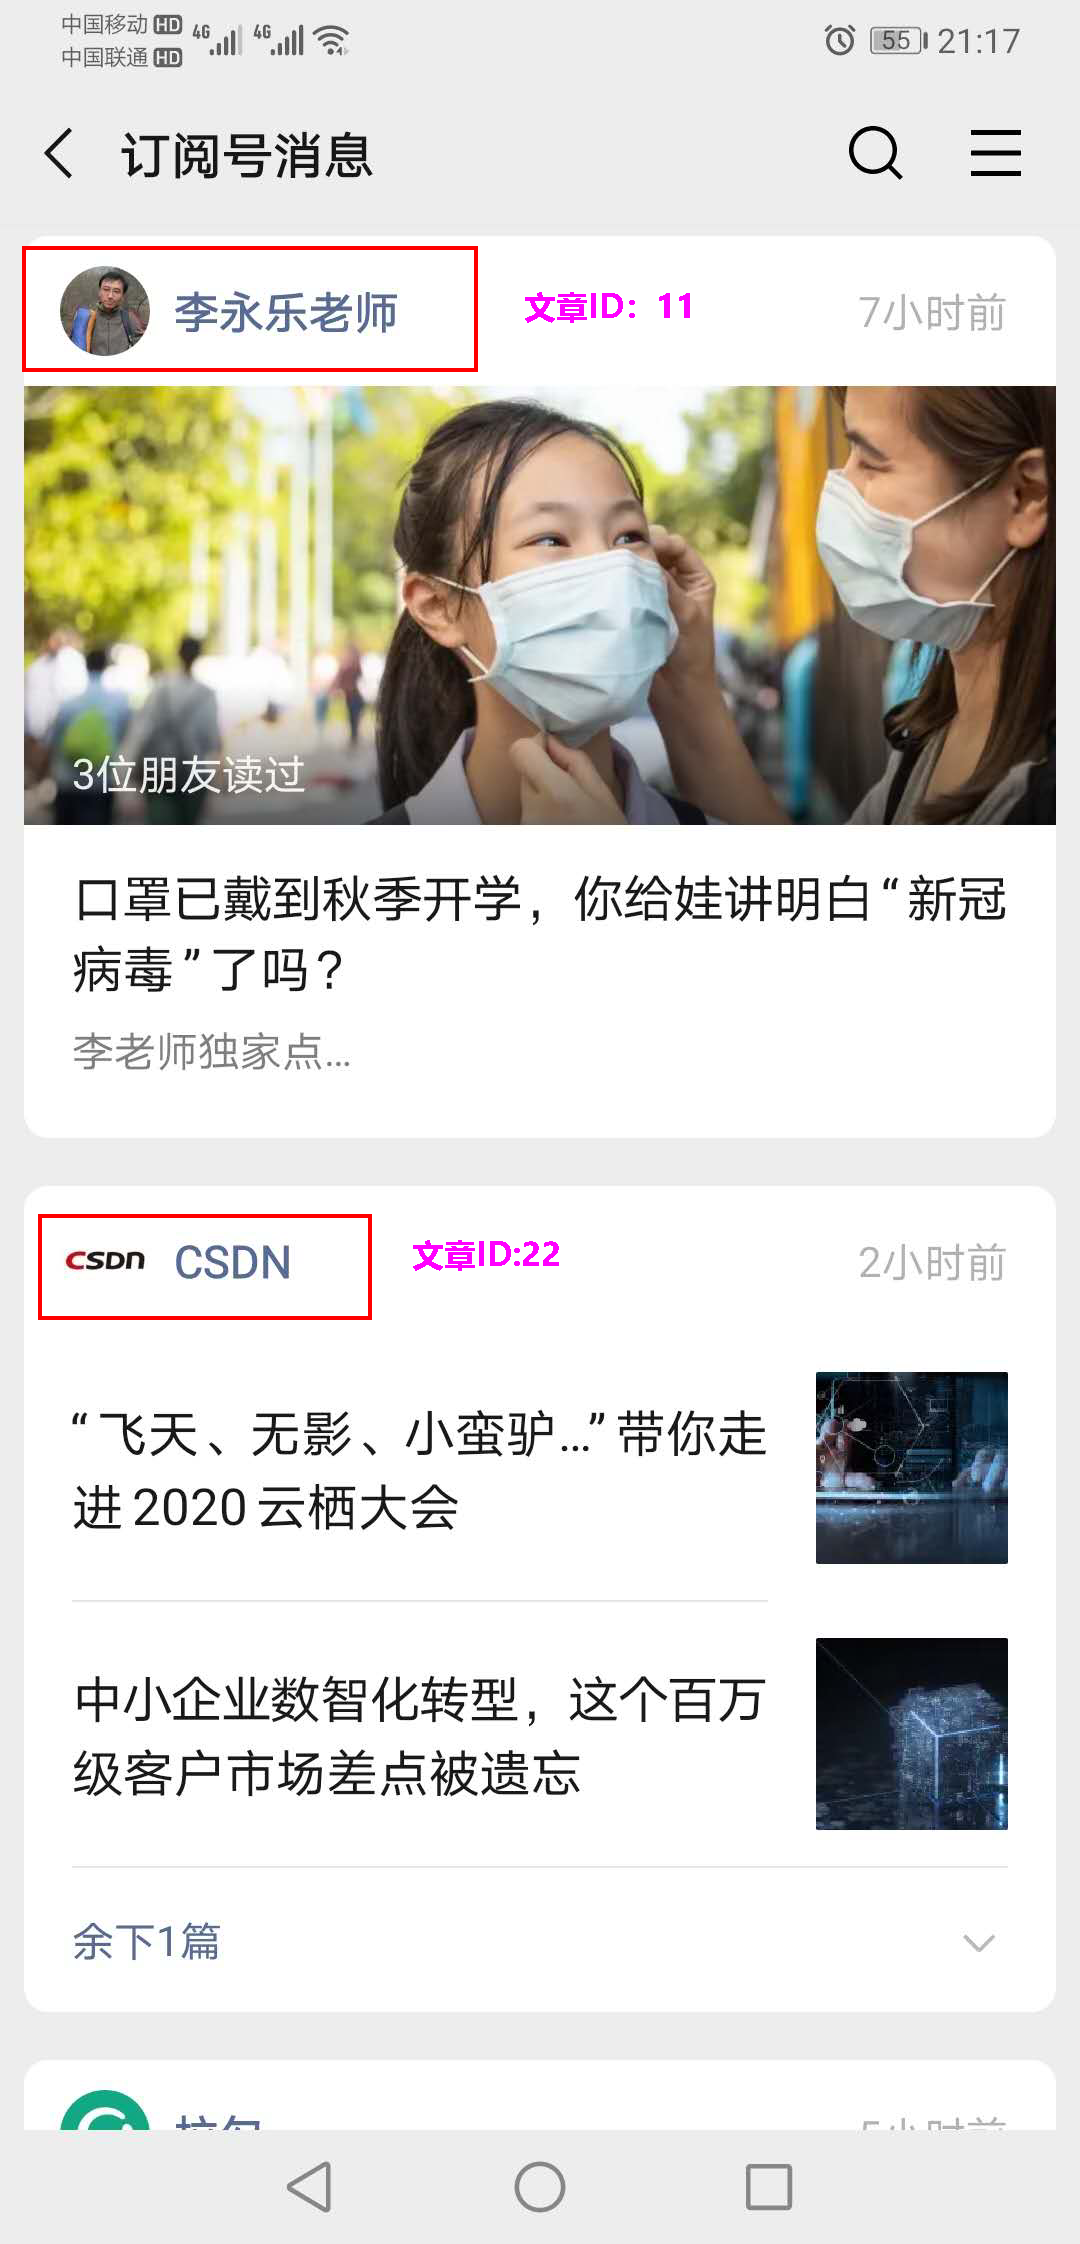 中国移动 HD 4G 4G 55 21:17
中国联通 HD
订阅号消息
李永乐老师 文章ID：11 7小时前
3位朋友读过
口罩已戴到秋季开学，你给娃讲明白“新冠
病毒”了吗？
李老师独家点...
CSDN CSDN 文章ID:22 2小时前
“飞天、无影、小蛮驴...”带你走
进 2020 云栖大会
中小企业数智化转型，这个百万
级客户市场差点被遗忘
余下1篇